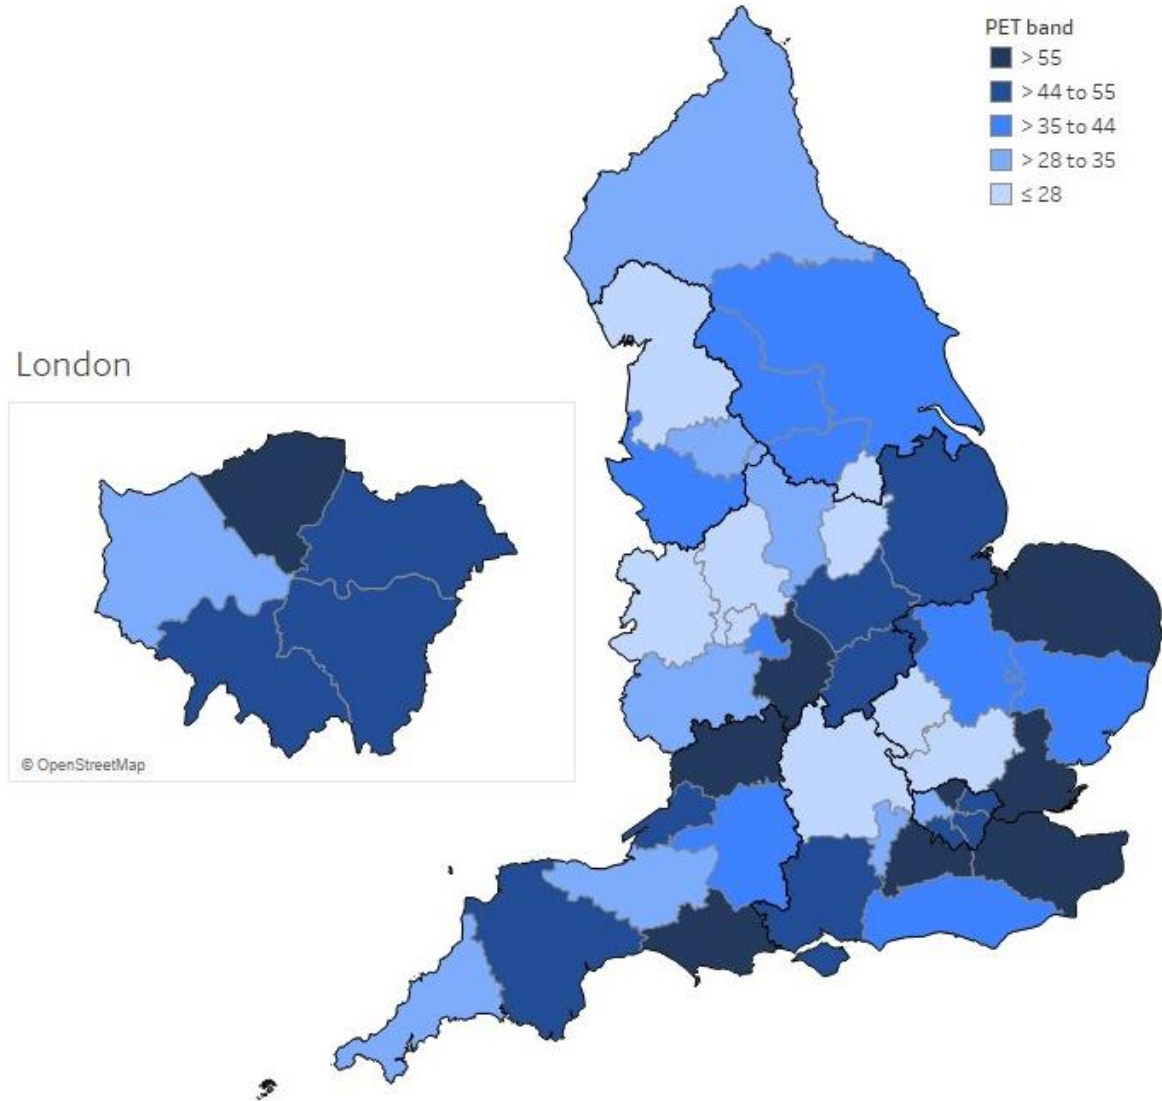 PET band
> 55
> 44 to 55
> 35 to 44
> 28 to 35
≤ 28
London
© OpenStreetMap